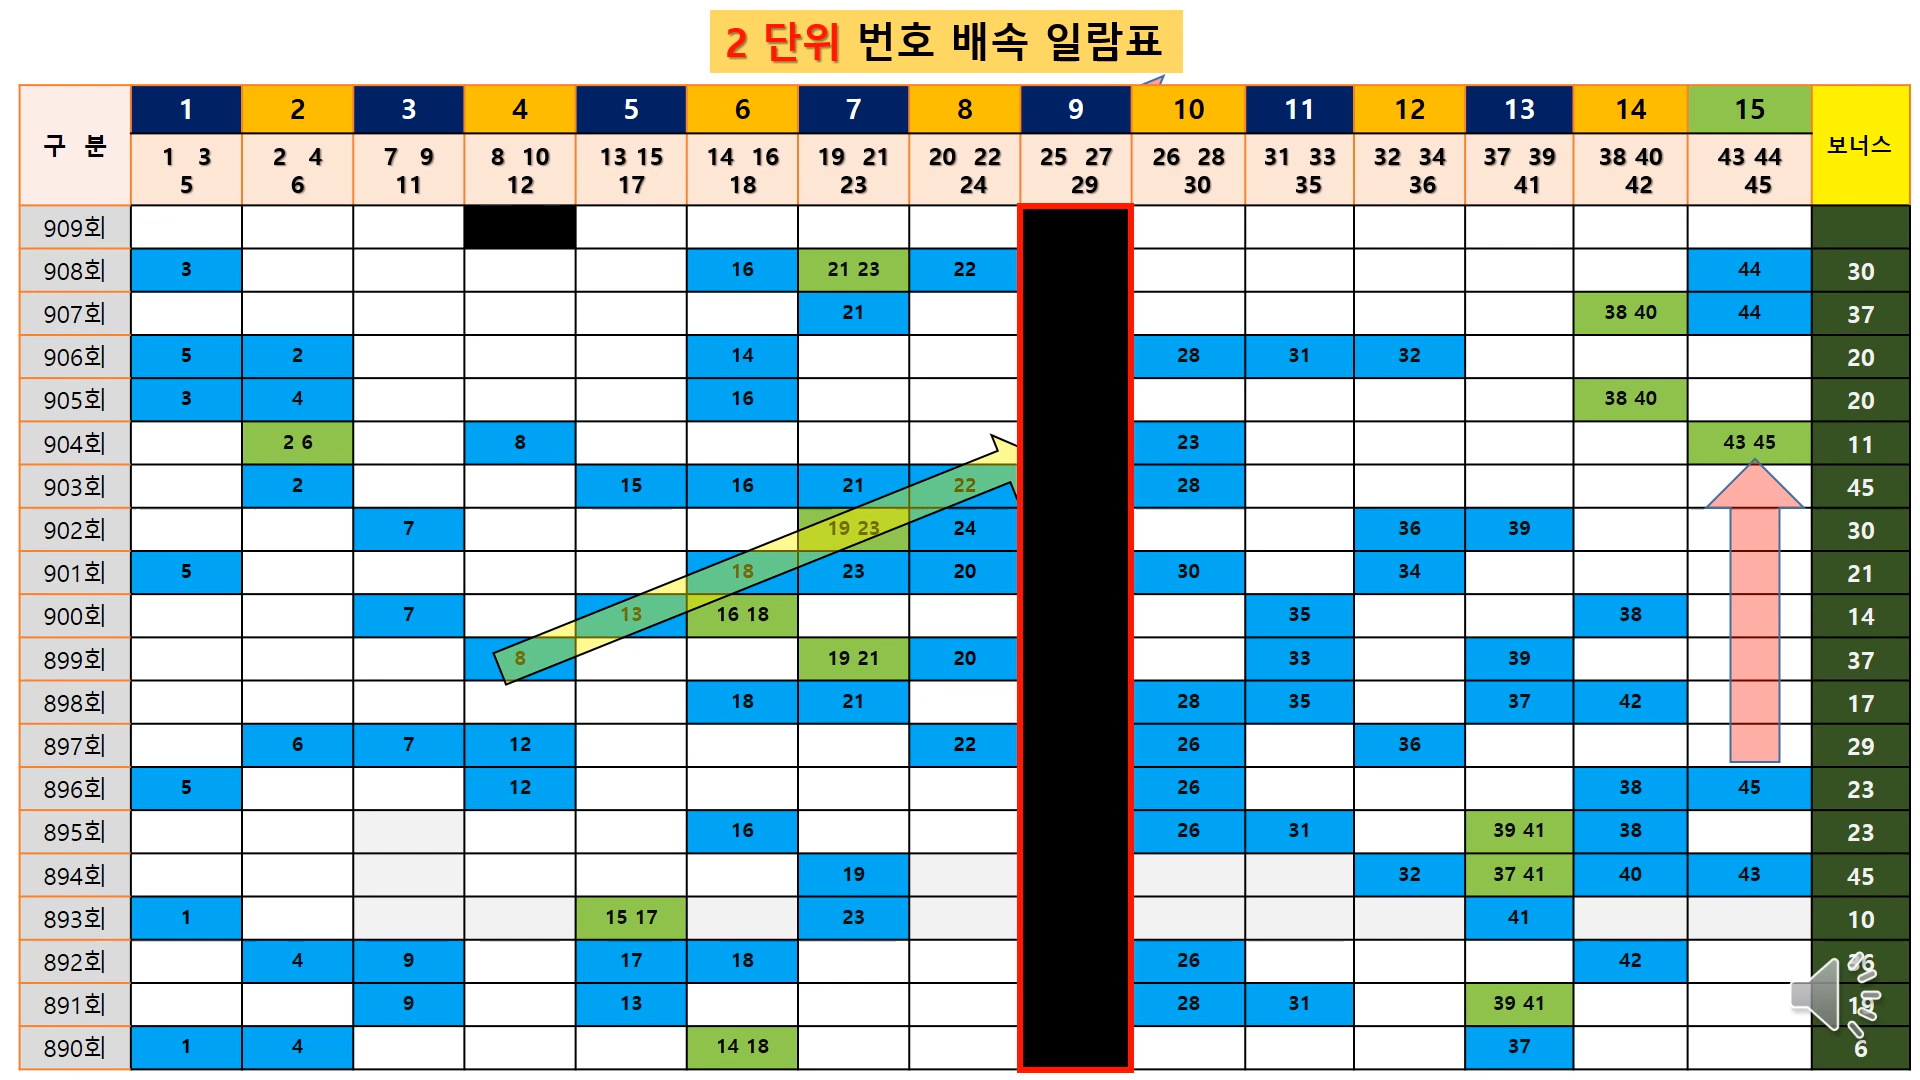 2 단위 번호 배속 일람표
구 분 1 2 3 4 5 6 7 8 9 10 11 12 13 14 15 보너스
1 3 2 4 7 9 8 10 13 15 14 16 19 21 20 22 25 27 26 28 31 33 32 34 37 39 38 40 43 44
5 6 11 12 17 18 23 24 29 30 35 36 41 42 45
909회
908회 3 16 21 23 22 44 30
907회 21 38 40 44 37
906회 5 2 14 28 31 32 20
905회 3 4 16 38 40 20
904회 2 6 8 23 43 45 11
903회 2 15 16 21 22 28 45
902회 7 19 23 24 36 39 30
901회 5 18 23 20 30 34 21
900회 7 13 16 18 35 38 14
899회 8 19 21 20 33 39 37
898회 18 21 28 35 37 42 17
897회 6 7 12 22 26 36 29
896회 5 12 26 38 45 23
895회 16 26 31 39 41 38 23
894회 19 32 37 41 40 43 45
893회 1 15 17 23 41 10
892회 4 9 17 18 26 42 36
891회 9 13 28 31 39 41 19
890회 1 4 14 18 37 6